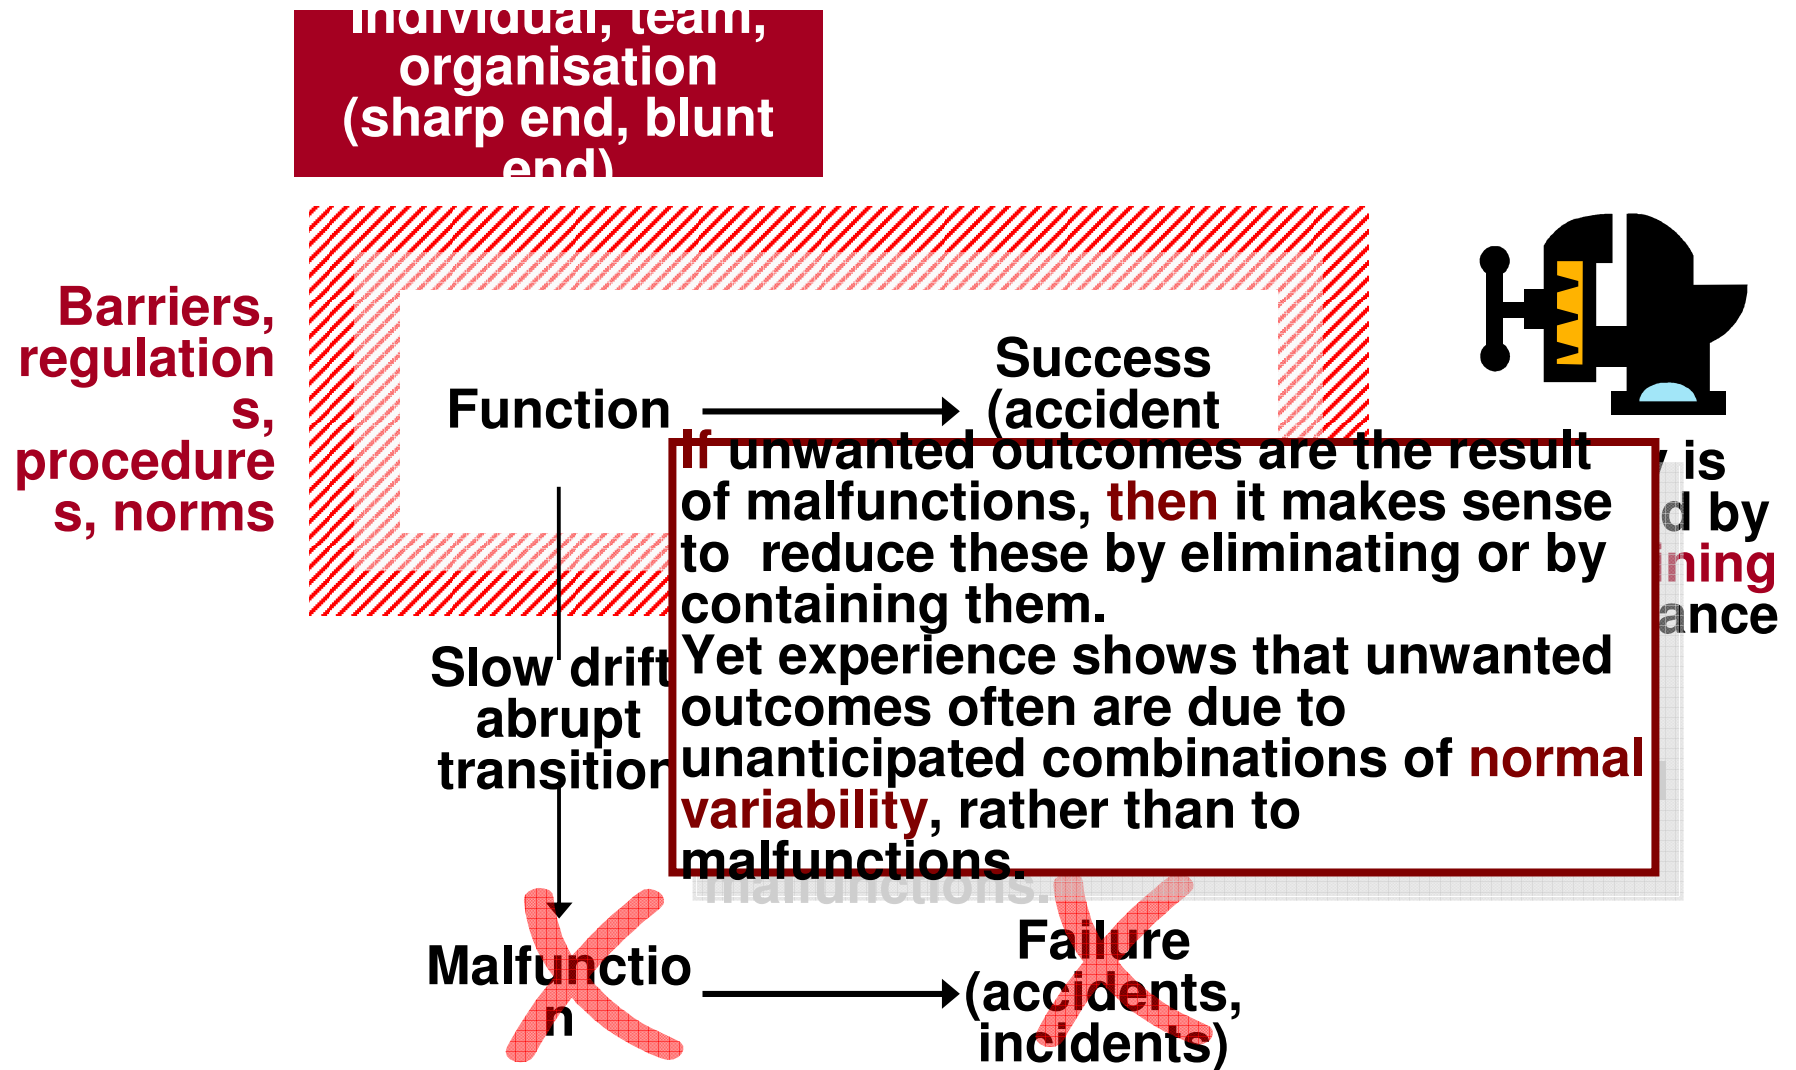 Individual, team,
organisation
(sharp end, blunt
end)
Barriers,
regulation
s,
procedure
s, norms
Function
Success
(accident
If unwanted outcomes are the result
of malfunctions, then it makes sense
to reduce these by eliminating or by
containing them.
Yet experience shows that unwanted
outcomes often are due to
unanticipated combinations of normal
variability, rather than to
malfunctions.
is
by
Slow drift
abrupt
transition
Malfunctio
n
Failure
(accidents,
incidents)